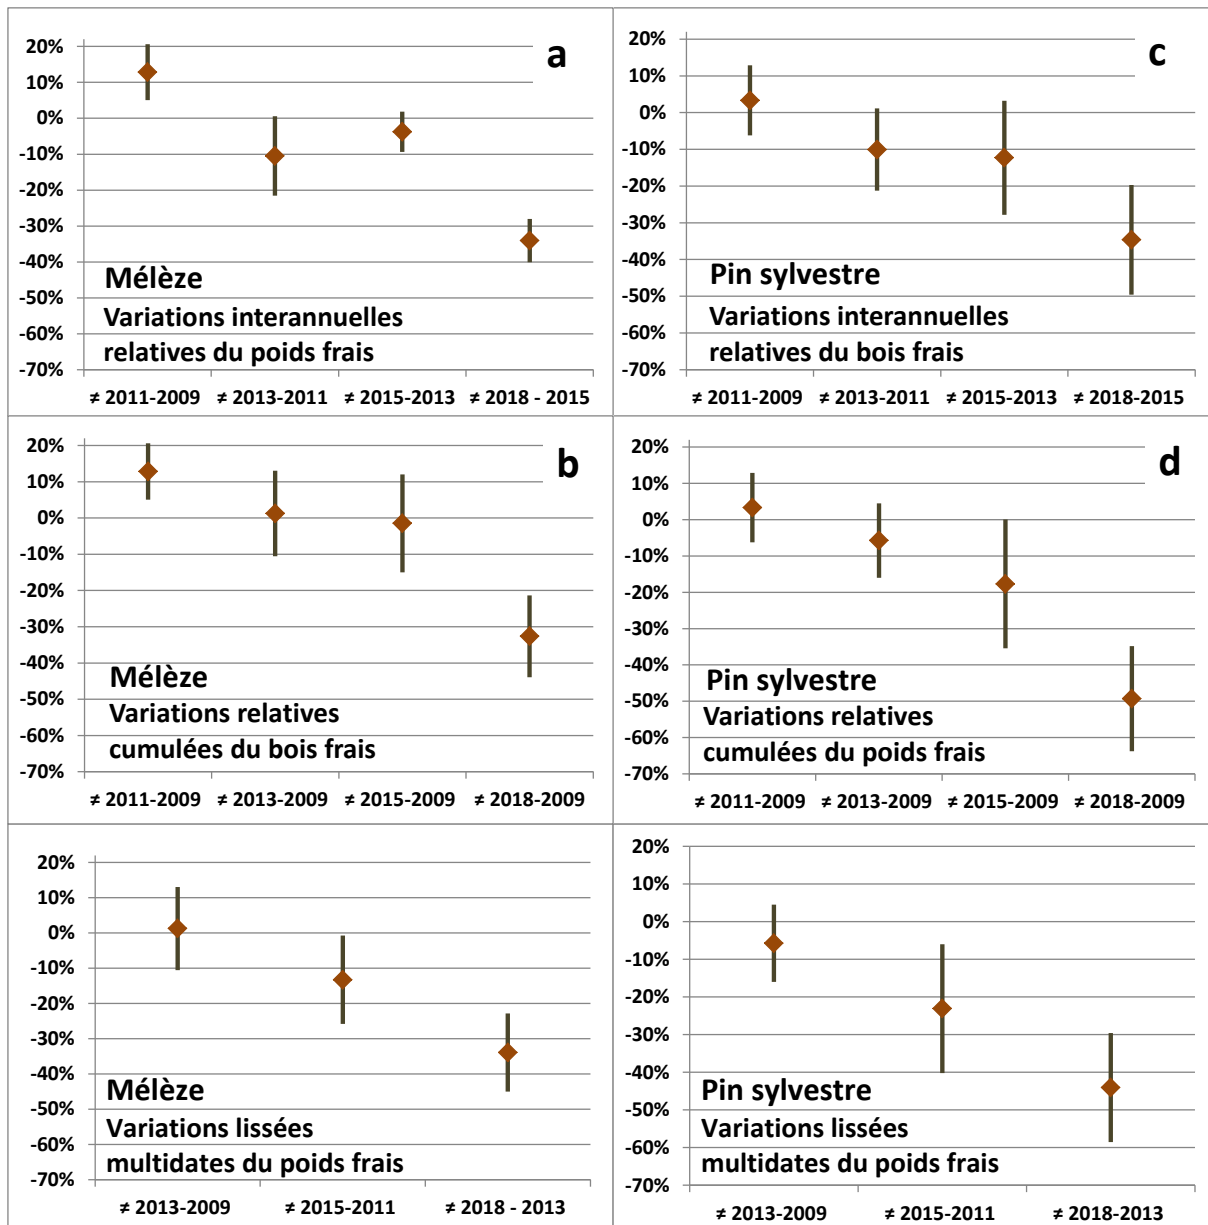 a
20%
10%
0%
-10%
-20%
-30%
-40%
-50%
-60%
-70%
Mélèze
Variations interannuelles
relatives du poids frais
≠ 2011-2009 ≠ 2013-2011 ≠ 2015-2013 ≠ 2018 - 2015
c
20%
10%
0%
-10%
-20%
-30%
-40%
-50%
-60%
-70%
Pin sylvestre
Variations interannuelles
relatives du bois frais
≠ 2011-2009 ≠ 2013-2011 ≠ 2015-2013 ≠ 2018-2015
b
20%
10%
0%
-10%
-20%
-30%
-40%
-50%
-60%
-70%
Mélèze
Variations relatives
cumulées du bois frais
≠ 2011-2009 ≠ 2013-2009 ≠ 2015-2009 ≠ 2018-2009
d
20%
10%
0%
-10%
-20%
-30%
-40%
-50%
-60%
-70%
Pin sylvestre
Variations relatives
cumulées du poids frais
≠ 2011-2009 ≠ 2013-2009 ≠ 2015-2009 ≠ 2018-2009
20%
10%
0%
-10%
-20%
-30%
-40%
-50%
-60%
-70%
Mélèze
Variations lissées
multidates du poids frais
≠ 2013-2009 ≠ 2015-2011 ≠ 2018 - 2013
20%
10%
0%
-10%
-20%
-30%
-40%
-50%
-60%
-70%
Pin sylvestre
Variations lissées
multidates du poids frais
≠ 2013-2009 ≠ 2015-2011 ≠ 2018-2013